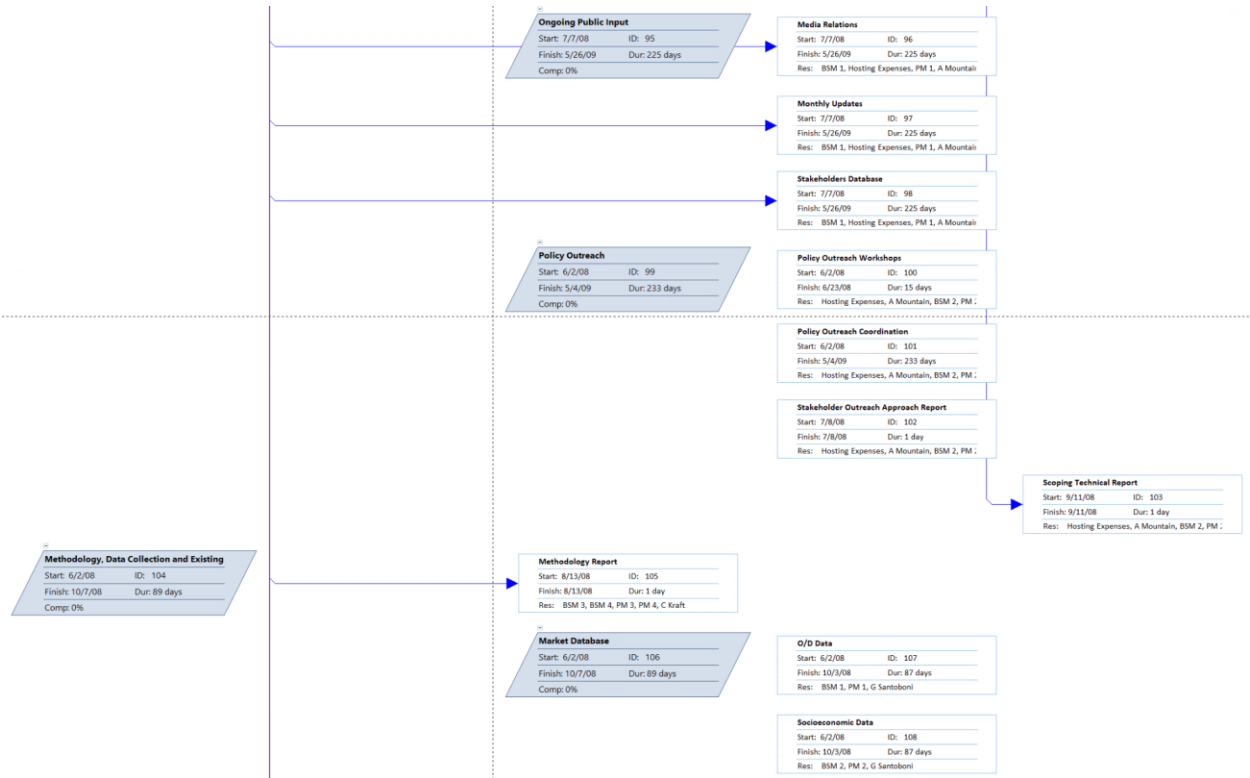 Ongoing Public Input
Start: 7/7/08 ID: 95
Finish: 5/26/09 Dur: 225 days
Comp: 0%
Media Relations
Start: 7/7/08 ID: 96
Finish: 5/26/09 Dur: 225 days
Res: BSM 1, Hosting Expenses, PM 1, A Mountain
Monthly Updates
Start: 7/7/08 ID: 97
Finish: 5/26/09 Dur: 225 days
Res: BSM 1, Hosting Expenses, PM 1, A Mountain
Stakeholders Database
Start: 7/7/08 ID: 98
Finish: 5/26/09 Dur: 225 days
Res: BSM 1, Hosting Expenses, PM 1, A Mountain
Policy Outreach
Start: 6/2/08 ID: 99
Finish: 5/4/09 Dur: 233 days
Comp: 0%
Policy Outreach Workshops
Start: 6/2/08 ID: 100
Finish: 6/23/08 Dur: 15 days
Res: Hosting Expenses, A Mountain, BSM 2, PM
Policy Outreach Coordination
Start: 6/2/08 ID: 101
Finish: 5/4/09 Dur: 233 days
Res: Hosting Expenses, A Mountain, BSM 2, PM
Stakeholder Outreach Approach Report
Start: 7/8/08 ID: 102
Finish: 7/8/08 Dur: 1 day
Res: Hosting Expenses, A Mountain, BSM 2, PM
Scoping Technical Report
Start: 9/11/08 ID: 103
Finish: 9/11/08 Dur: 1 day
Res: Hosting Expenses, A Mountain, BSM 2, PM
Methodology, Data Collection and Existing
Start: 6/2/08 ID: 104
Finish: 10/7/08 Dur: 89 days
Comp: 0%
Methodology Report
Start: 8/13/08 ID: 105
Finish: 8/13/08 Dur: 1 day
Res: BSM 3, BSM 4, PM 3, PM 4, C Kraft
Market Database
Start: 6/2/08 ID: 106
Finish: 10/7/08 Dur: 89 days
Comp: 0%
O/D Data
Start: 6/2/08 ID: 107
Finish: 10/3/08 Dur: 87 days
Res: BSM 1, PM 1, G Santoboni
Socioeconomic Data
Start: 6/2/08 ID: 108
Finish: 10/3/08 Dur: 87 days
Res: BSM 2, PM 2, G Santoboni